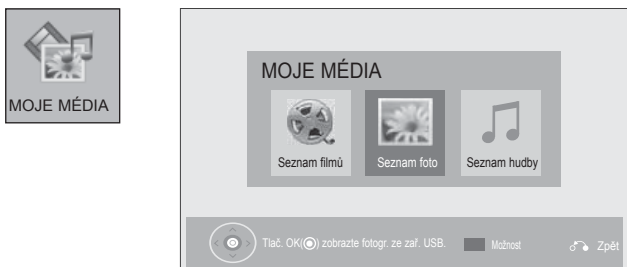 MOJE MÉDIA
MOJE MÉDIA
Seznam filmů
Seznam foto
Seznam hudby
Tlač. OK(◉) zobrazte fotogr. ze zař. USB.
Možnost
Zpět